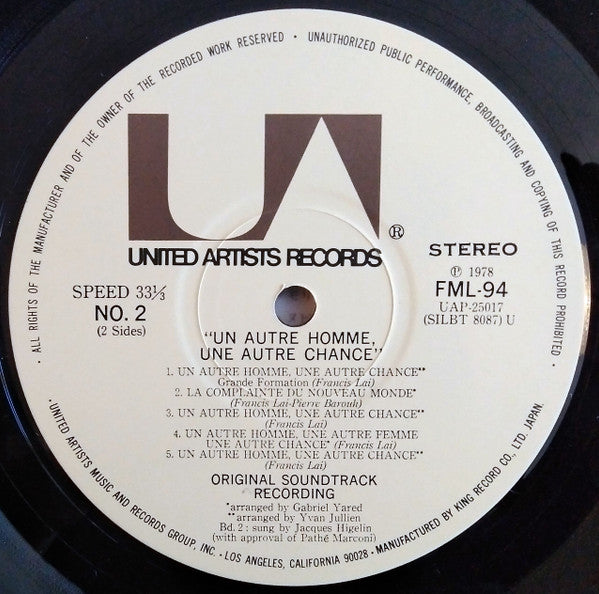 ALL RIGHTS OF THE MANUFACTURER AND OF THE OWNER OF THE RECORDED WORK RESERVED • UNAUTHORIZED PUBLIC PERFORMANCE, BROADCASTING AND COPYING OF THIS RECORD PROHIBITED •
UA ®
UNITED ARTISTS RECORDS
STEREO
SPEED 33⅓
NO. 2
(2 Sides)
℗ 1978
FML-94
UAP-25017
(SILBT 8087) U
"UN AUTRE HOMME,
UNE AUTRE CHANCE"
1. UN AUTRE HOMME, UNE AUTRE CHANCE**
Grande Formation (Francis Lai)
2. LA COMPLAINTE DU NOUVEAU MONDE*
(Francis Lai-Pierre Barouh)
3. UN AUTRE HOMME, UNE AUTRE CHANCE**
(Francis Lai)
4. UN AUTRE HOMME, UNE AUTRE FEMME
UNE AUTRE CHANCE* (Francis Lai)
5. UN AUTRE HOMME, UNE AUTRE CHANCE**
(Francis Lai)
ORIGINAL SOUNDTRACK
RECORDING
*arranged by Gabriel Yared
**arranged by Yvan Jullien
Bd. 2 : sung by Jacques Higelin
(with approval of Pathé Marconi)
•UNITED ARTISTS MUSIC AND RECORDS GROUP, INC. • LOS ANGELES, CALIFORNIA 90028 • MANUFACTURED BY KING RECORD CO., LTD. JAPAN.